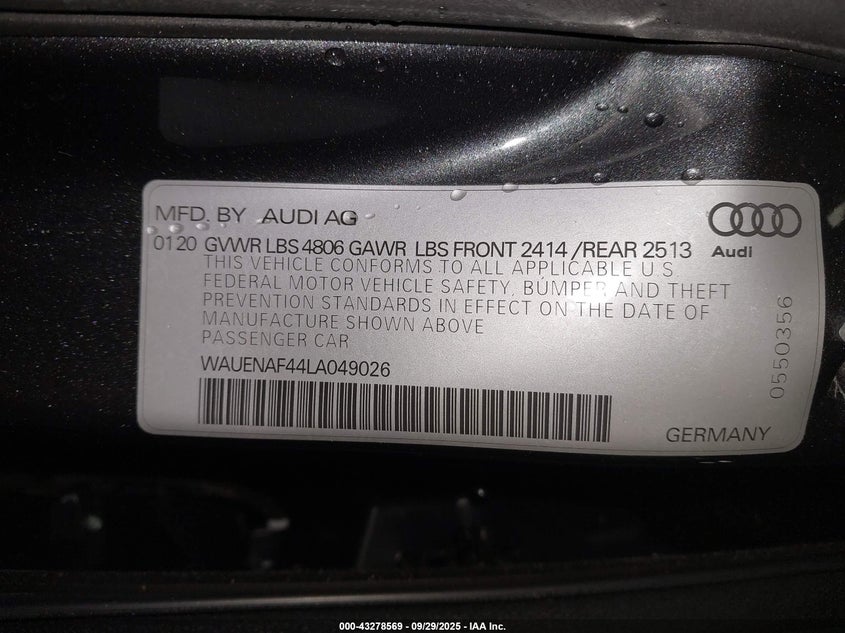 MFD. BY AUDI AG
0120 GVWR LBS 4806 GAWR LBS FRONT 2414 /REAR 2513
THIS VEHICLE CONFORMS TO ALL APPLICABLE U.S.
FEDERAL MOTOR VEHICLE SAFETY, BUMPER AND THEFT
PREVENTION STANDARDS IN EFFECT ON THE DATE OF
MANUFACTURE SHOWN ABOVE
PASSENGER CAR
WAUENAF44LA049026
Audi
0550356
GERMANY
000-43278569 - 09/29/2025 - IAA Inc.